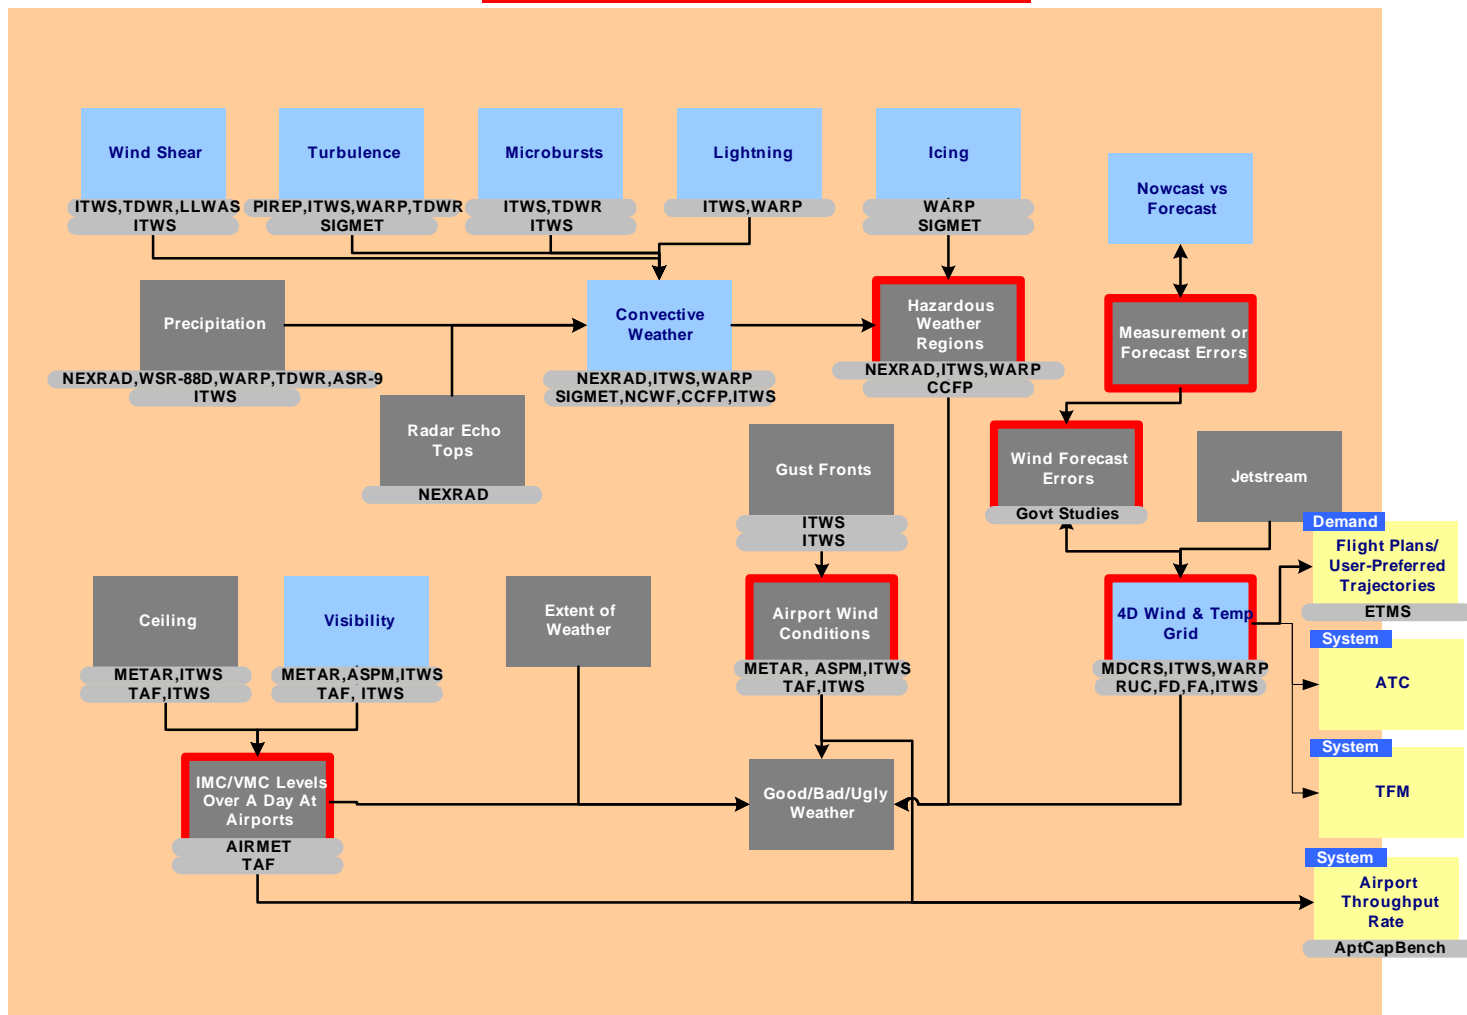 Wind Shear
ITWS,TDWR,LLWAS
ITWS
Turbulence
PIREP,ITWS,WARP,TDWR
SIGMET
Microbursts
ITWS,TDWR
ITWS
Lightning
ITWS,WARP
Icing
WARP
SIGMET
Nowcast vs
Forecast
Precipitation
NEXRAD,WSR-88D,WARP,TDWR,ASR-9
ITWS
Convective
Weather
NEXRAD,ITWS,WARP
SIGMET,NCWF,CCFP,ITWS
Hazardous
Weather
Regions
NEXRAD,ITWS,WARP
CCFP
Measurement or
Forecast Errors
Radar Echo
Tops
NEXRAD
Gust Fronts
ITWS
ITWS
Wind Forecast
Errors
Govt Studies
Jetstream
Demand
Flight Plans/
User-Preferred
Trajectories
ETMS
Ceiling
METAR,ITWS
TAF,ITWS
Visibility
METAR,ASPM,ITWS
TAF, ITWS
Extent of
Weather
Airport Wind
Conditions
METAR, ASPM,ITWS
TAF,ITWS
4D Wind & Temp
Grid
MDCRS,ITWS,WARP
RUC,FD,FA,ITWS
System
ATC
System
TFM
IMC/VMC Levels
Over A Day At
Airports
AIRMET
TAF
Good/Bad/Ugly
Weather
System
Airport
Throughput
Rate
AptCapBench